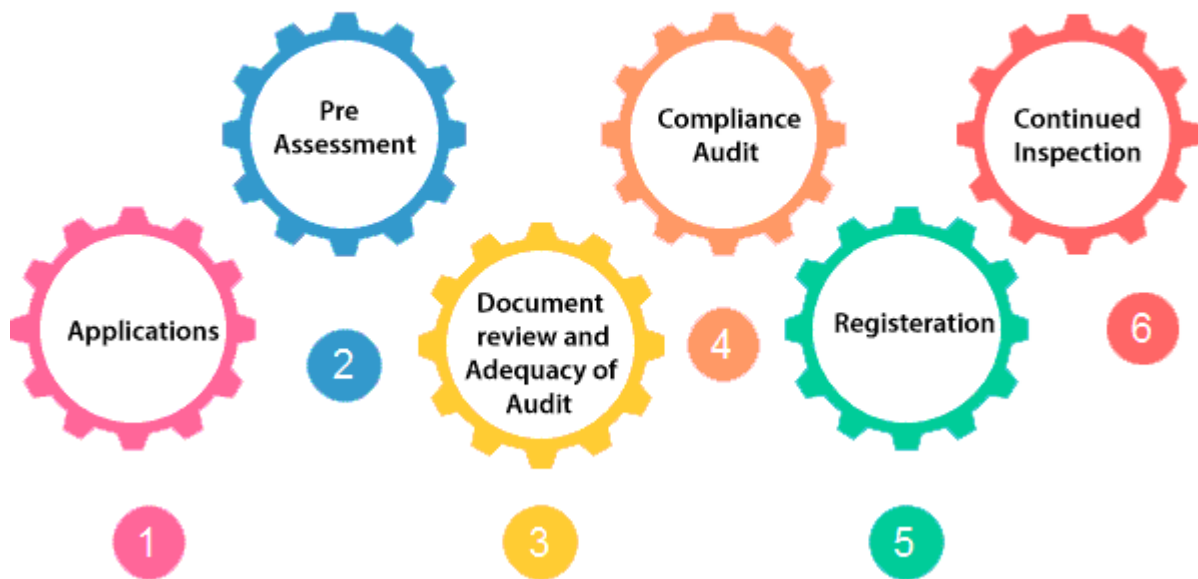 Applications
1
Pre
Assessment
2
Document
review and
Adequacy of
Audit
3
Compliance
Audit
4
Registeration
5
Continued
Inspection
6